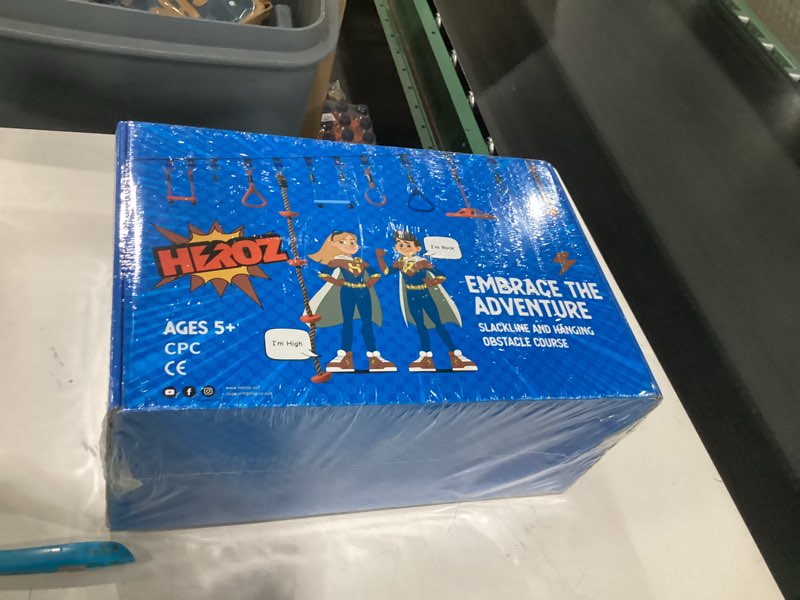 HEROZ
I'm Rock
EMBRACE THE
ADVENTURE
SLACKLINE AND HANGING
OBSTACLE COURSE
AGES 5+
CPC
CE
I'm High